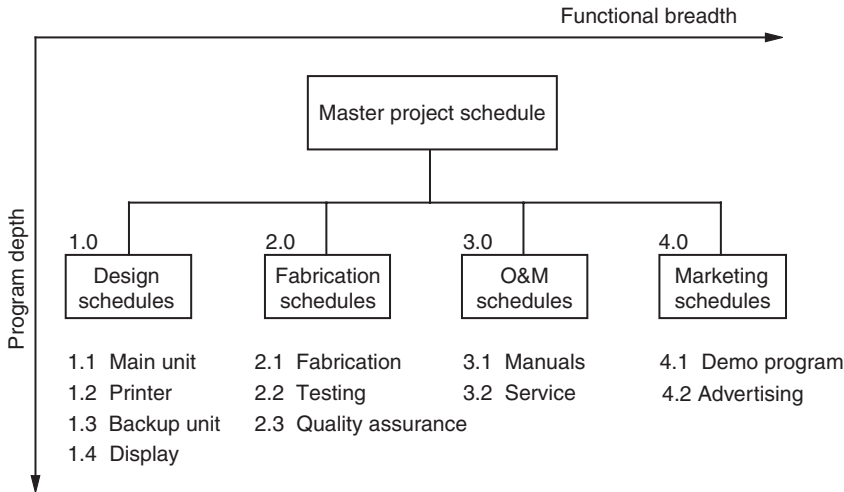 Functional breadth
Program depth
Master project schedule
1.0
Design
schedules
2.0
Fabrication
schedules
3.0
O&M
schedules
4.0
Marketing
schedules
1.1 Main unit
1.2 Printer
1.3 Backup unit
1.4 Display
2.1 Fabrication
2.2 Testing
2.3 Quality assurance
3.1 Manuals
3.2 Service
4.1 Demo program
4.2 Advertising